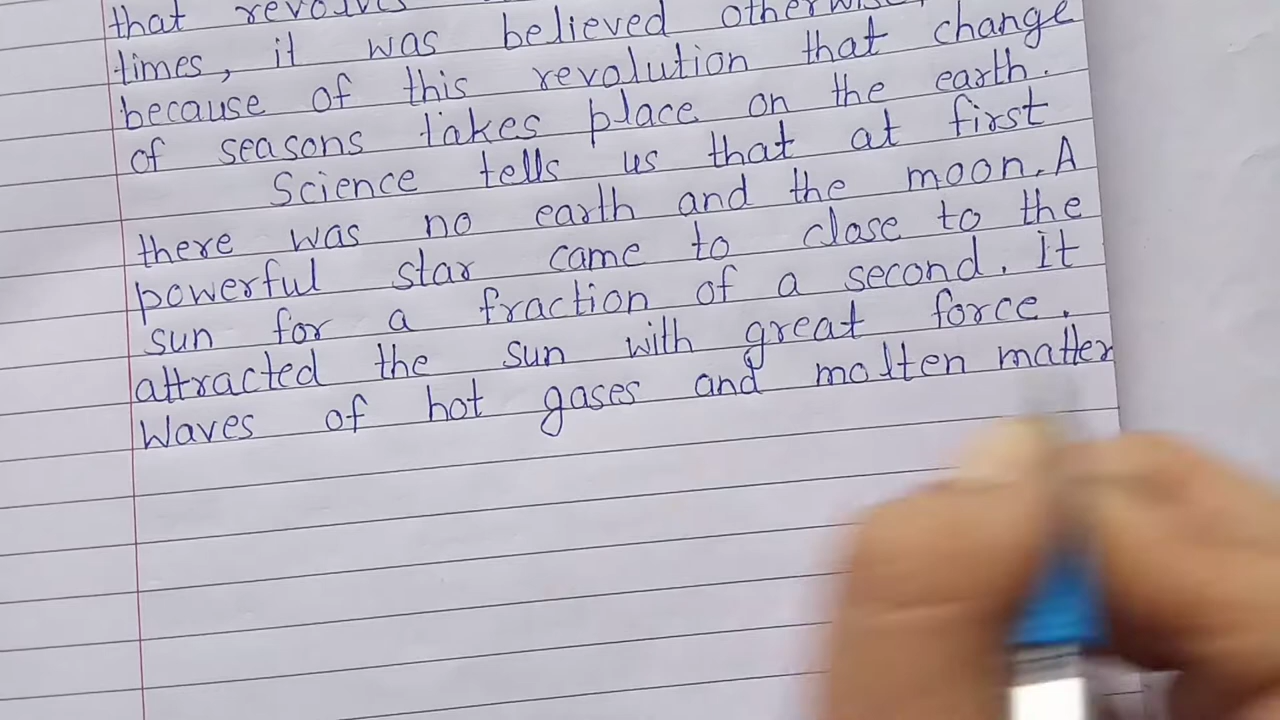 that revolves
times, it was believed otherwise
because of this revolution that change
of seasons takes place on the earth.
Science tells us that at first
there was no earth and the moon. A
powerful star came to close to the
sun for a fraction of a second. It
attracted the sun with great force.
Waves of hot gases and molten matter